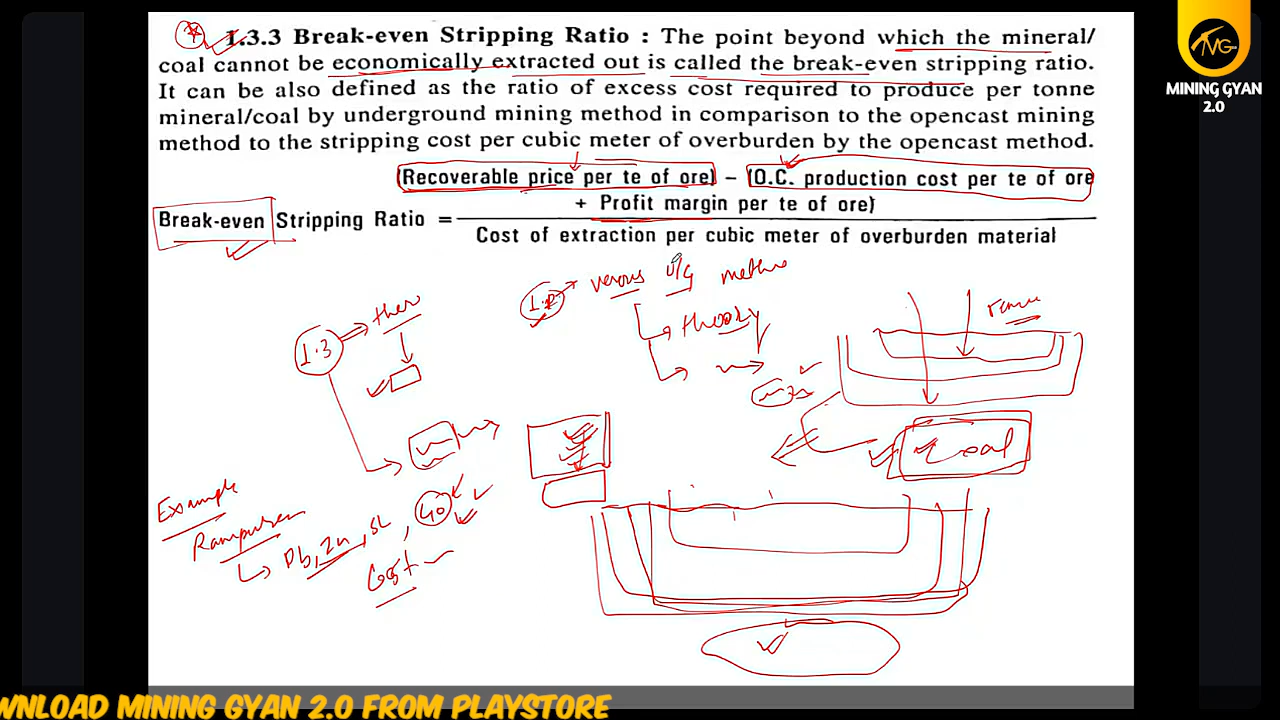 1.3.3 Break-even Stripping Ratio : The point beyond which the mineral/
coal cannot be economically extracted out is called the break-even stripping ratio.
It can be also defined as the ratio of excess cost required to produce per tonne
mineral/coal by underground mining method in comparison to the opencast mining
method to the stripping cost per cubic meter of overburden by the opencast method.
(Recoverable price per te of ore) – (O.C. production cost per te of ore
+ Profit margin per te of ore)
Break-even Stripping Ratio =
Cost of extraction per cubic meter of overburden material
TVG
MINING GYAN
2.0
U/G
theory
1.3
Coal
Example
Pb, Zn,
40
Cost
WNLOAD MINING GYAN 2.0 FROM PLAYSTORE